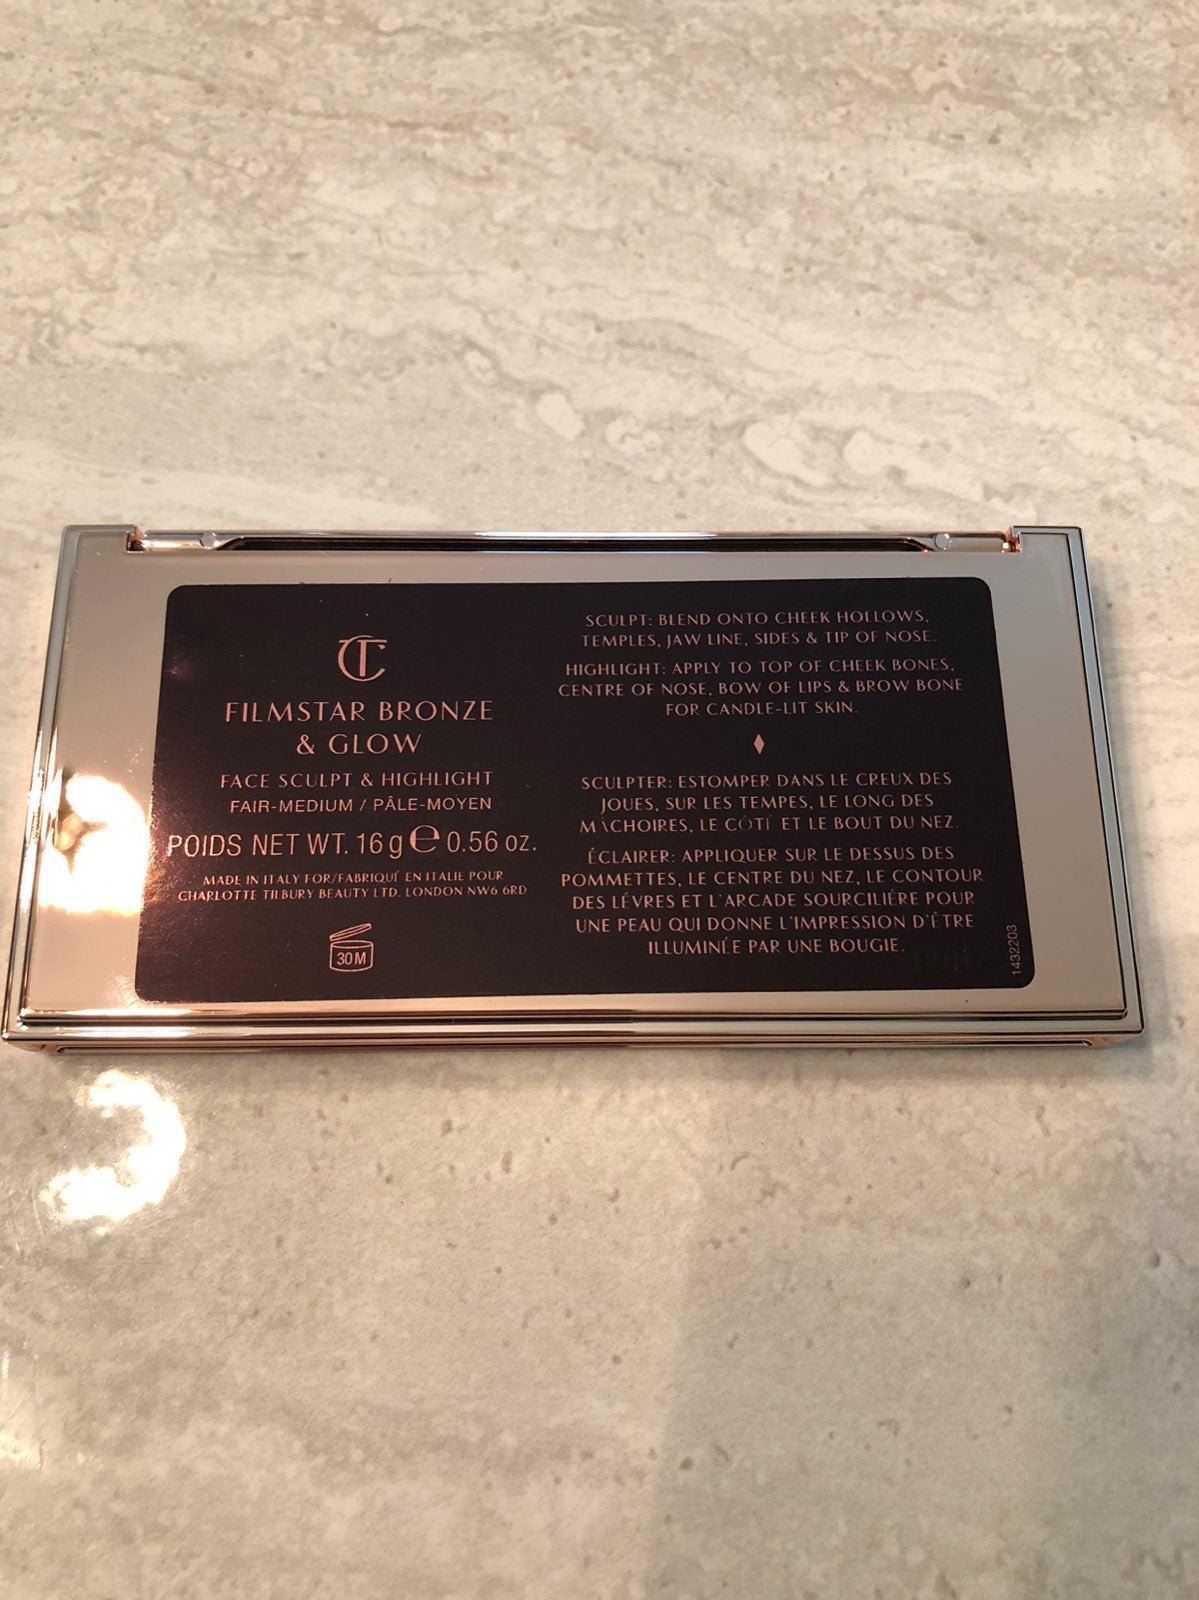 CT
FILMSTAR BRONZE
& GLOW
FACE SCULPT & HIGHLIGHT
FAIR-MEDIUM / PÂLE-MOYEN
POIDS NET WT. 16 g ℮ 0.56 oz.
MADE IN ITALY FOR/FABRIQUÉ EN ITALIE POUR
CHARLOTTE TILBURY BEAUTY LTD. LONDON NW6 6RD
30M
SCULPT: BLEND ONTO CHEEK HOLLOWS,
TEMPLES, JAW LINE, SIDES & TIP OF NOSE.
HIGHLIGHT: APPLY TO TOP OF CHEEK BONES,
CENTRE OF NOSE, BOW OF LIPS & BROW BONE
FOR CANDLE-LIT SKIN.
SCULPTER: ESTOMPER DANS LE CREUX DES
JOUES, SUR LES TEMPES, LE LONG DES
MÂCHOIRES, LE CÔTÉ ET LE BOUT DU NEZ.
ÉCLAIRER: APPLIQUER SUR LE DESSUS DES
POMMETTES, LE CENTRE DU NEZ, LE CONTOUR
DES LÉVRES ET L'ARCADE SOURCILIÉRE POUR
UNE PEAU QUI DONNE L'IMPRESSION D'ÊTRE
ILLUMINÉE PAR UNE BOUGIE.
1432203